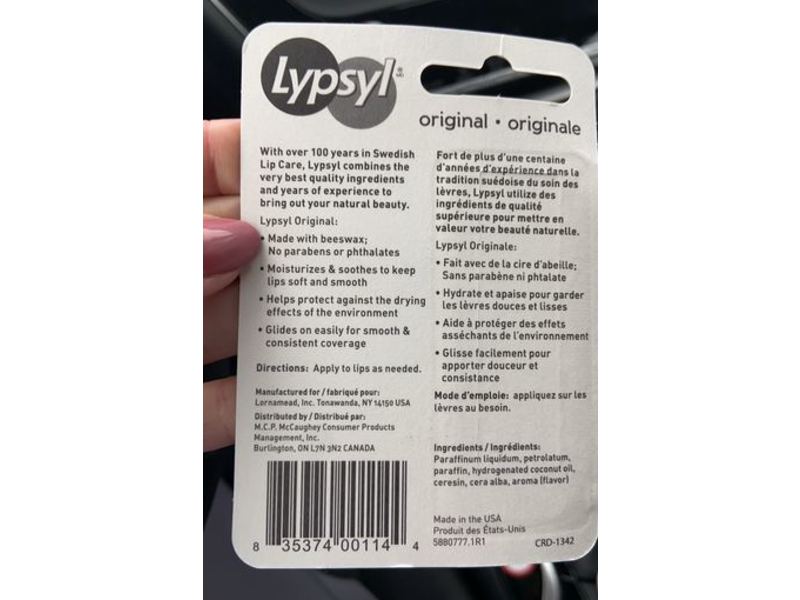 Lypsyl®
original • originale
With over 100 years in Swedish
Lip Care, Lypsyl combines the
very best quality ingredients
and years of experience to
bring out your natural beauty.
Lypsyl Original:
• Made with beeswax;
No parabens or phthalates
• Moisturizes & soothes to keep
lips soft and smooth
• Helps protect against the drying
effects of the environment
• Glides on easily for smooth &
consistent coverage
Directions: Apply to lips as needed.
Manufactured for / fabriqué pour:
Lornamead, Inc. Tonawanda, NY 14150 USA
Distributed by / Distribué par:
M.C.P. McCaughey Consumer Products
Management, Inc.
Burlington, ON L7N 3N2 CANADA
8 35374 00114 4
Fort de plus d'une centaine
d'années d'expérience dans la
tradition suédoise du soin des
lèvres, Lypsyl utilize des
ingrédients de qualité
supérieure pour mettre en
valeur votre beauté naturelle.
Lypsyl Originale:
• Fait avec de la cire d'abeille;
Sans parabène ni phtalate
• Hydrate et apaise pour garder
les lèvres douces et lisses
• Aide à protéger des effets
asséchants de l'environnement
• Glisse facilement pour
apporter douceur et
consistance
Mode d'emploie: appliquez sur les
lèvres au besoin.
Ingredients / Ingrédients:
Paraffinum liquidum, petrolatum,
paraffin, hydrogenated coconut oil,
ceresin, cera alba, aroma (flavor)
Made in the USA
Produit des États-Unis
5880777.1R1
CRD-1342